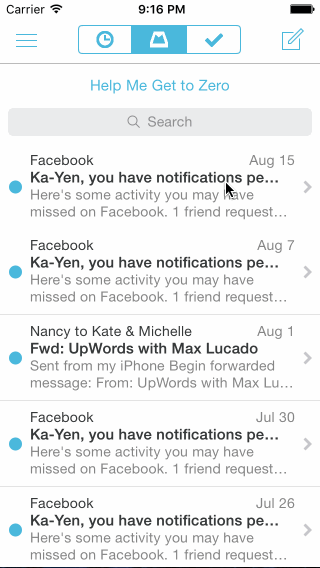 Carrier 9:16 PM
Help Me Get to Zero
Search
Facebook Aug 15
Ka-Yen, you have notifications pe...
Here's some activity you may have
missed on Facebook. 1 friend request...
Facebook Aug 7
Ka-Yen, you have notifications pe...
Here's some activity you may have
missed on Facebook. 1 friend request...
Nancy to Kate & Michelle Aug 1
Fwd: UpWords with Max Lucado
Sent from my iPhone Begin forwarded
message: From: UpWords with Max Lu...
Facebook Jul 30
Ka-Yen, you have notifications pe...
Here's some activity you may have
missed on Facebook. 1 friend request...
Facebook Jul 26
Ka-Yen, you have notifications pe...
Here's some activity you may have
missed on Facebook. 1 friend request...